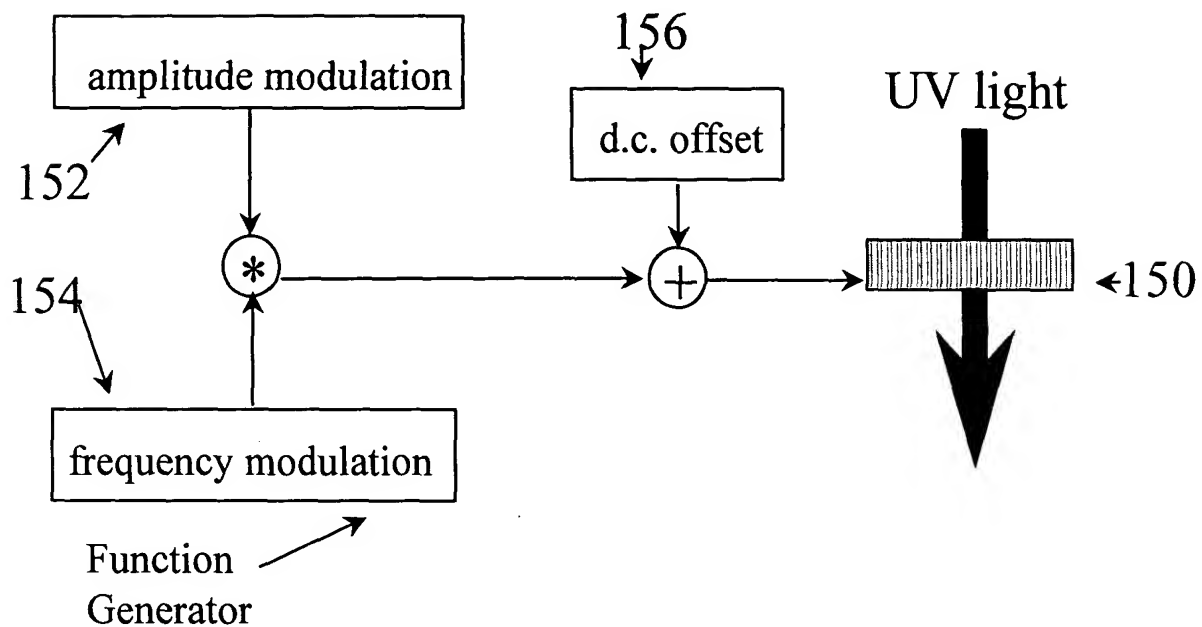 156
amplitude modulation
UV light
d.c. offset
152
*
154
+
150
frequency modulation
Function
Generator